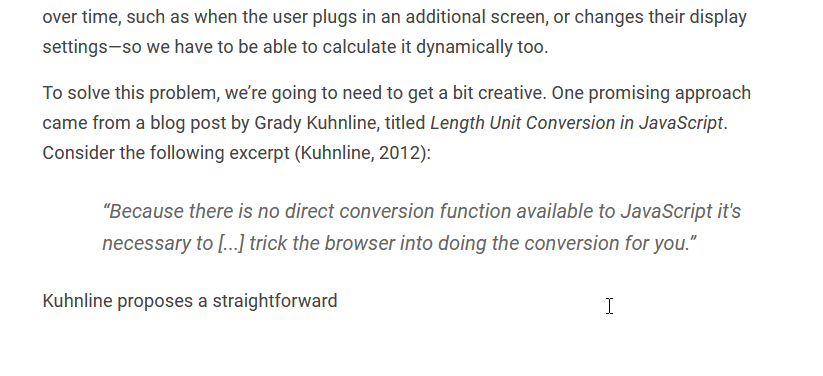 over time, such as when the user plugs in an additional screen, or changes their display
settings—so we have to be able to calculate it dynamically too.
To solve this problem, we’re going to need to get a bit creative. One promising approach
came from a blog post by Grady Kuhnline, titled Length Unit Conversion in JavaScript.
Consider the following excerpt (Kuhnline, 2012):
“Because there is no direct conversion function available to JavaScript it's
necessary to [...] trick the browser into doing the conversion for you.”
Kuhnline proposes a straightforward